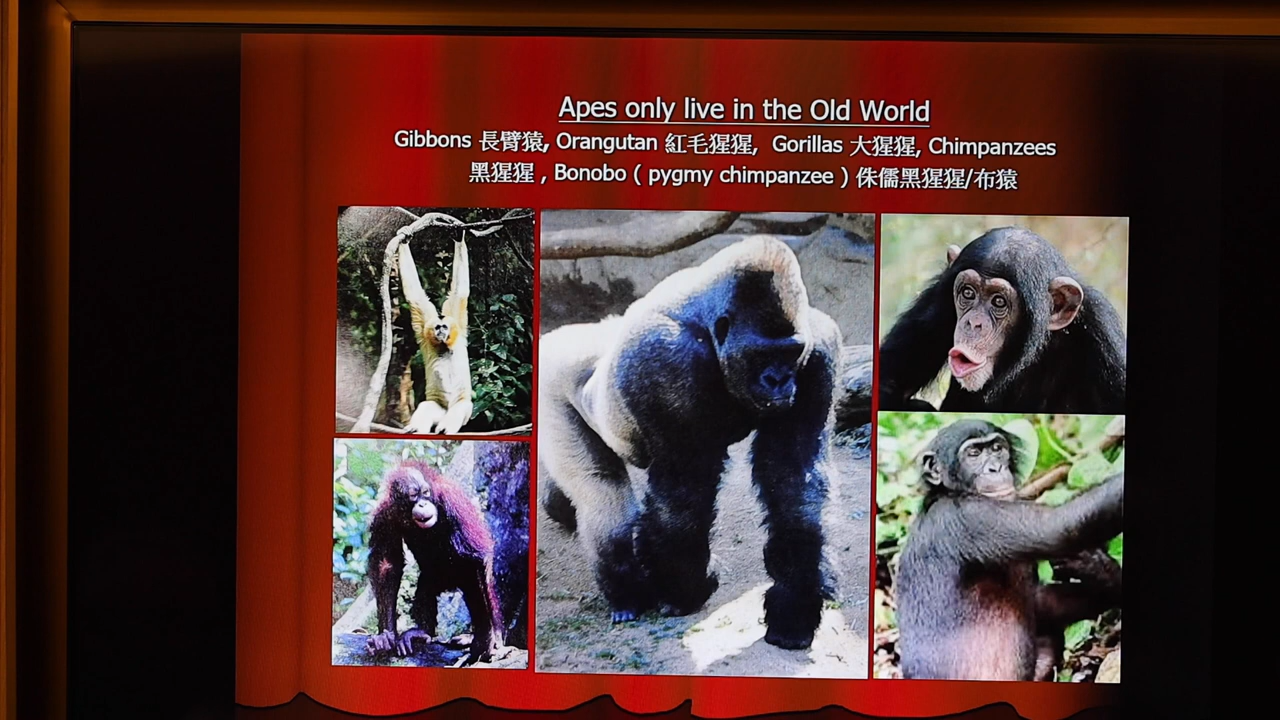 Apes only live in the Old World
Gibbons 長臂猿, Orangutan 紅毛猩猩,  Gorillas 大猩猩, Chimpanzees
黑猩猩 , Bonobo ( pygmy chimpanzee ) 侏儒黑猩猩/布猿